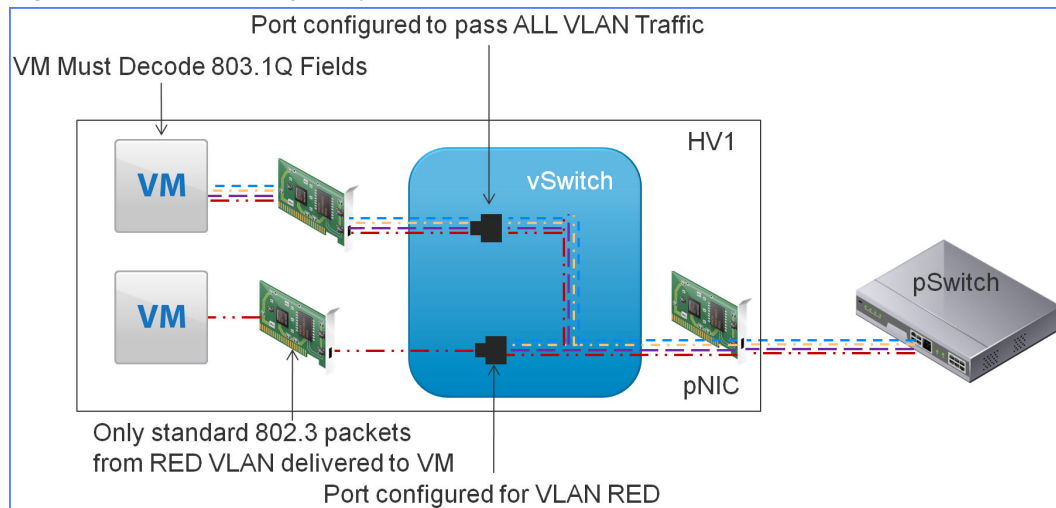 Port configured to pass ALL VLAN Traffic
VM Must Decode 803.1Q Fields
HV1
VM
vSwitch
VM
pSwitch
pNIC
Only standard 802.3 packets
from RED VLAN delivered to VM
Port configured for VLAN RED